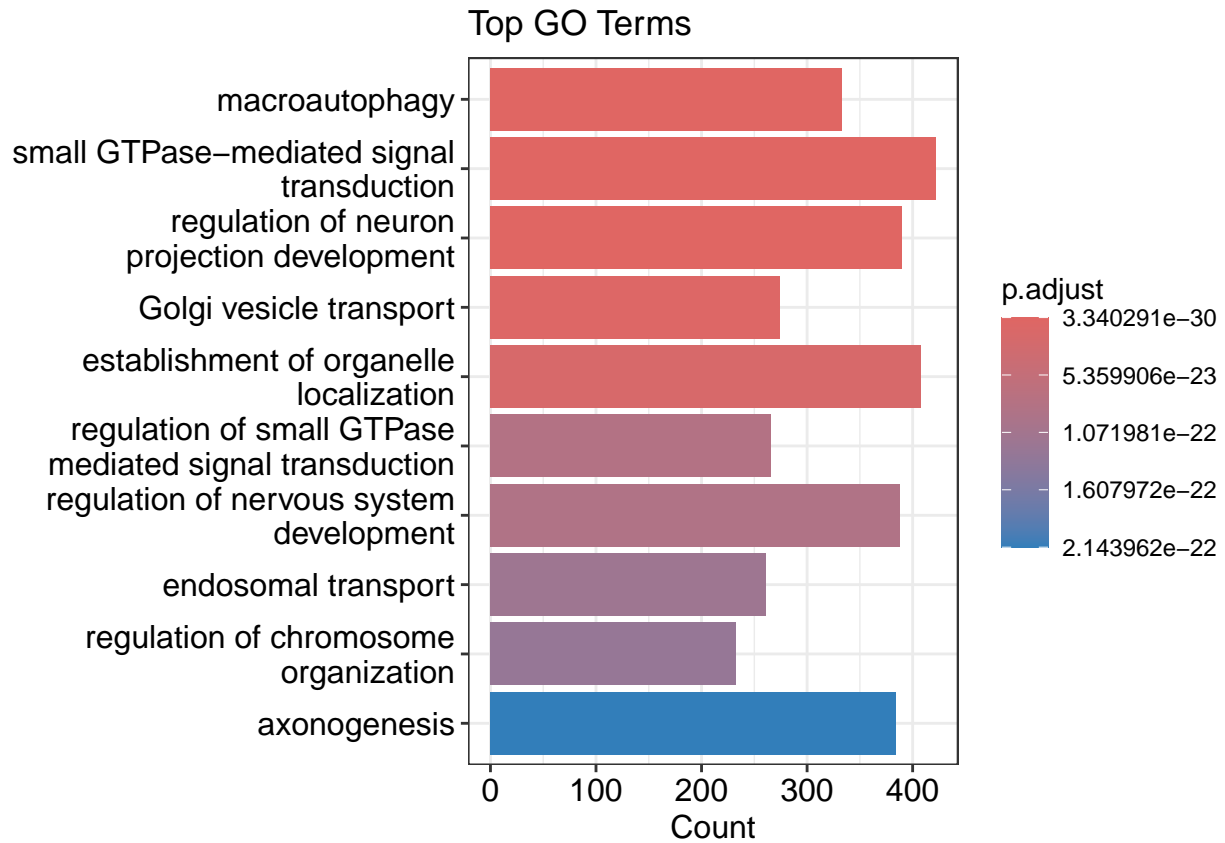 Top GO Terms
macroautophagy
small GTPase−mediated signal
transduction
regulation of neuron
projection development
Golgi vesicle transport
establishment of organelle
localization
regulation of small GTPase
mediated signal transduction
regulation of nervous system
development
endosomal transport
regulation of chromosome
organization
axonogenesis
0 100 200 300 400
Count
p.adjust
3.340291e−30
5.359906e−23
1.071981e−22
1.607972e−22
2.143962e−22